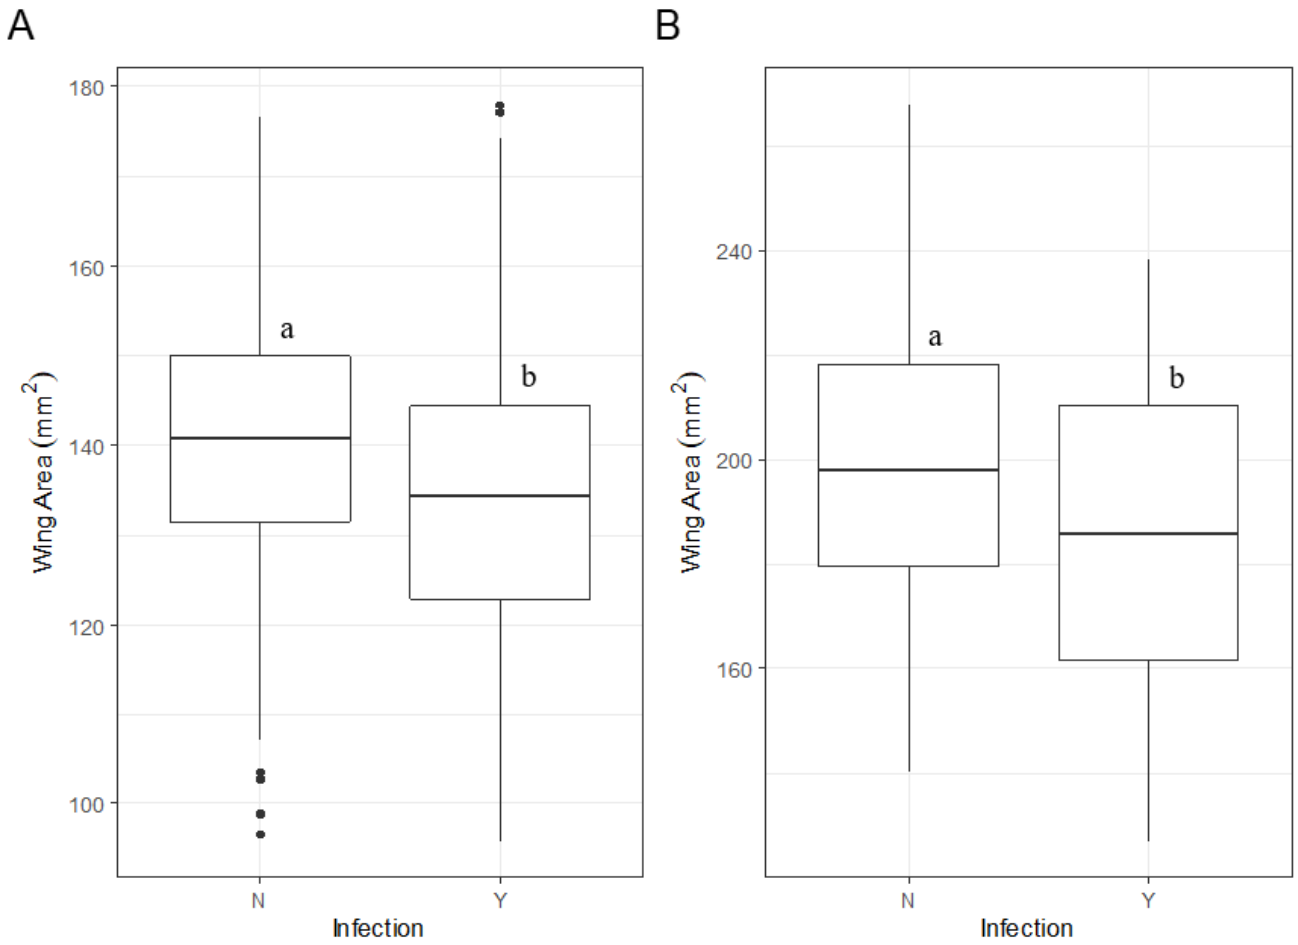 A
180
160
140
120
100
Wing Area (mm²)
a
b
N
Y
Infection
B
240
200
160
Wing Area (mm²)
a
b
N
Y
Infection